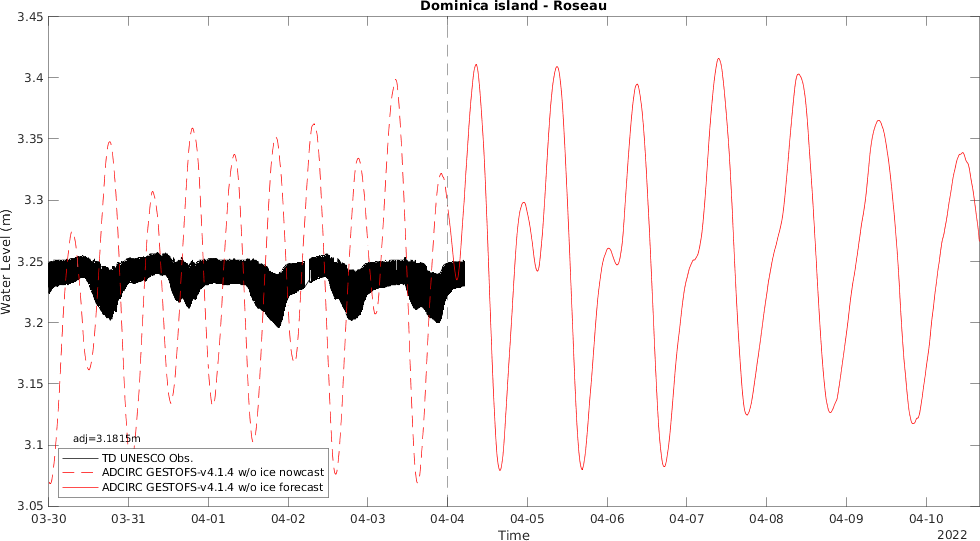 Dominica island - Roseau
3.45
3.4
3.35
3.3
3.25
3.2
3.15
3.1
3.05
Water Level (m)
adj=3.1815m
TD UNESCO Obs.
ADCIRC GESTOFS-v4.1.4 w/o ice nowcast
ADCIRC GESTOFS-v4.1.4 w/o ice forecast
03-30 03-31 04-01 04-02 04-03 04-04 04-05 04-06 04-07 04-08 04-09 04-10
Time
2022